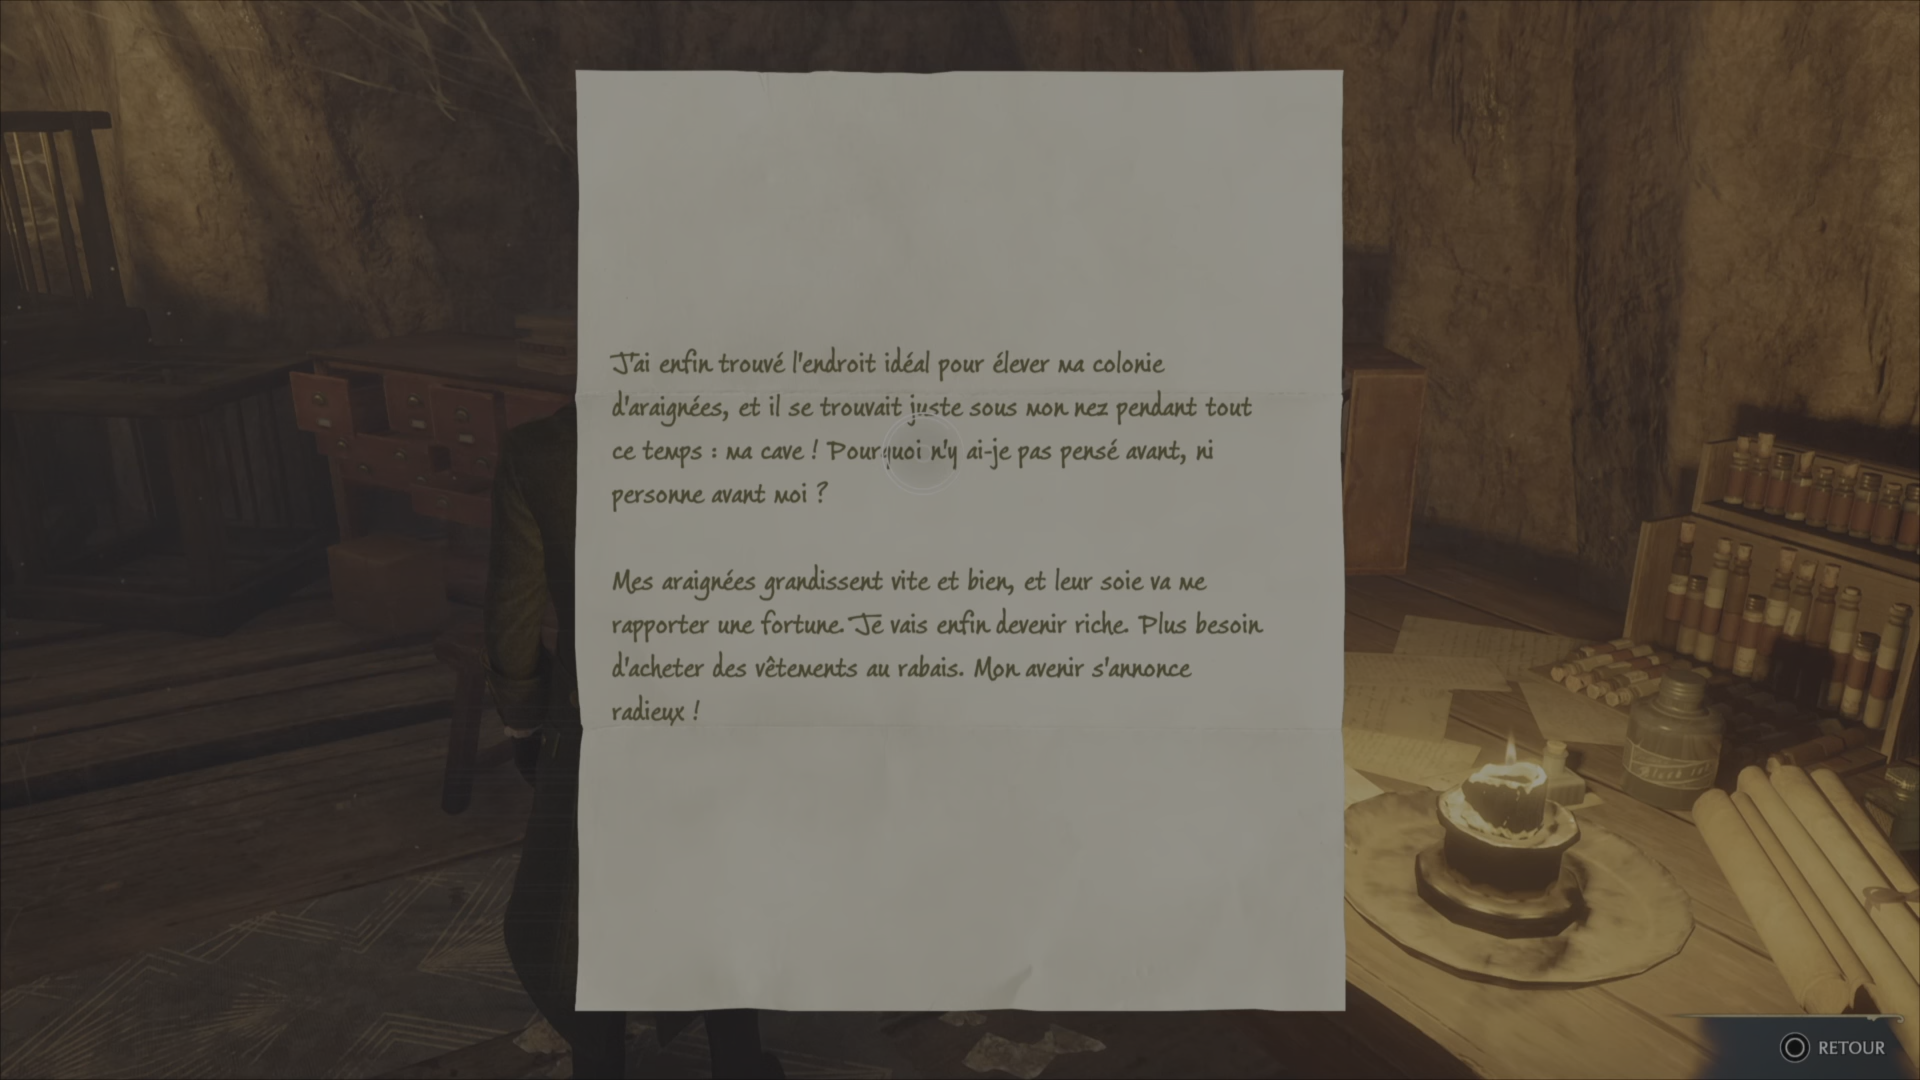 J'ai enfin trouvé l'endroit idéal pour élever ma colonie
d'araignées, et il se trouvait juste sous mon nez pendant tout
ce temps : ma cave ! Pourquoi n'y ai-je pas pensé avant, ni
personne avant moi ?
Mes araignées grandissent vite et bien, et leur soie va me
rapporter une fortune. Je vais enfin devenir riche. Plus besoin
d'acheter des vêtements au rabais. Mon avenir s'annonce
radieux !
RETOUR